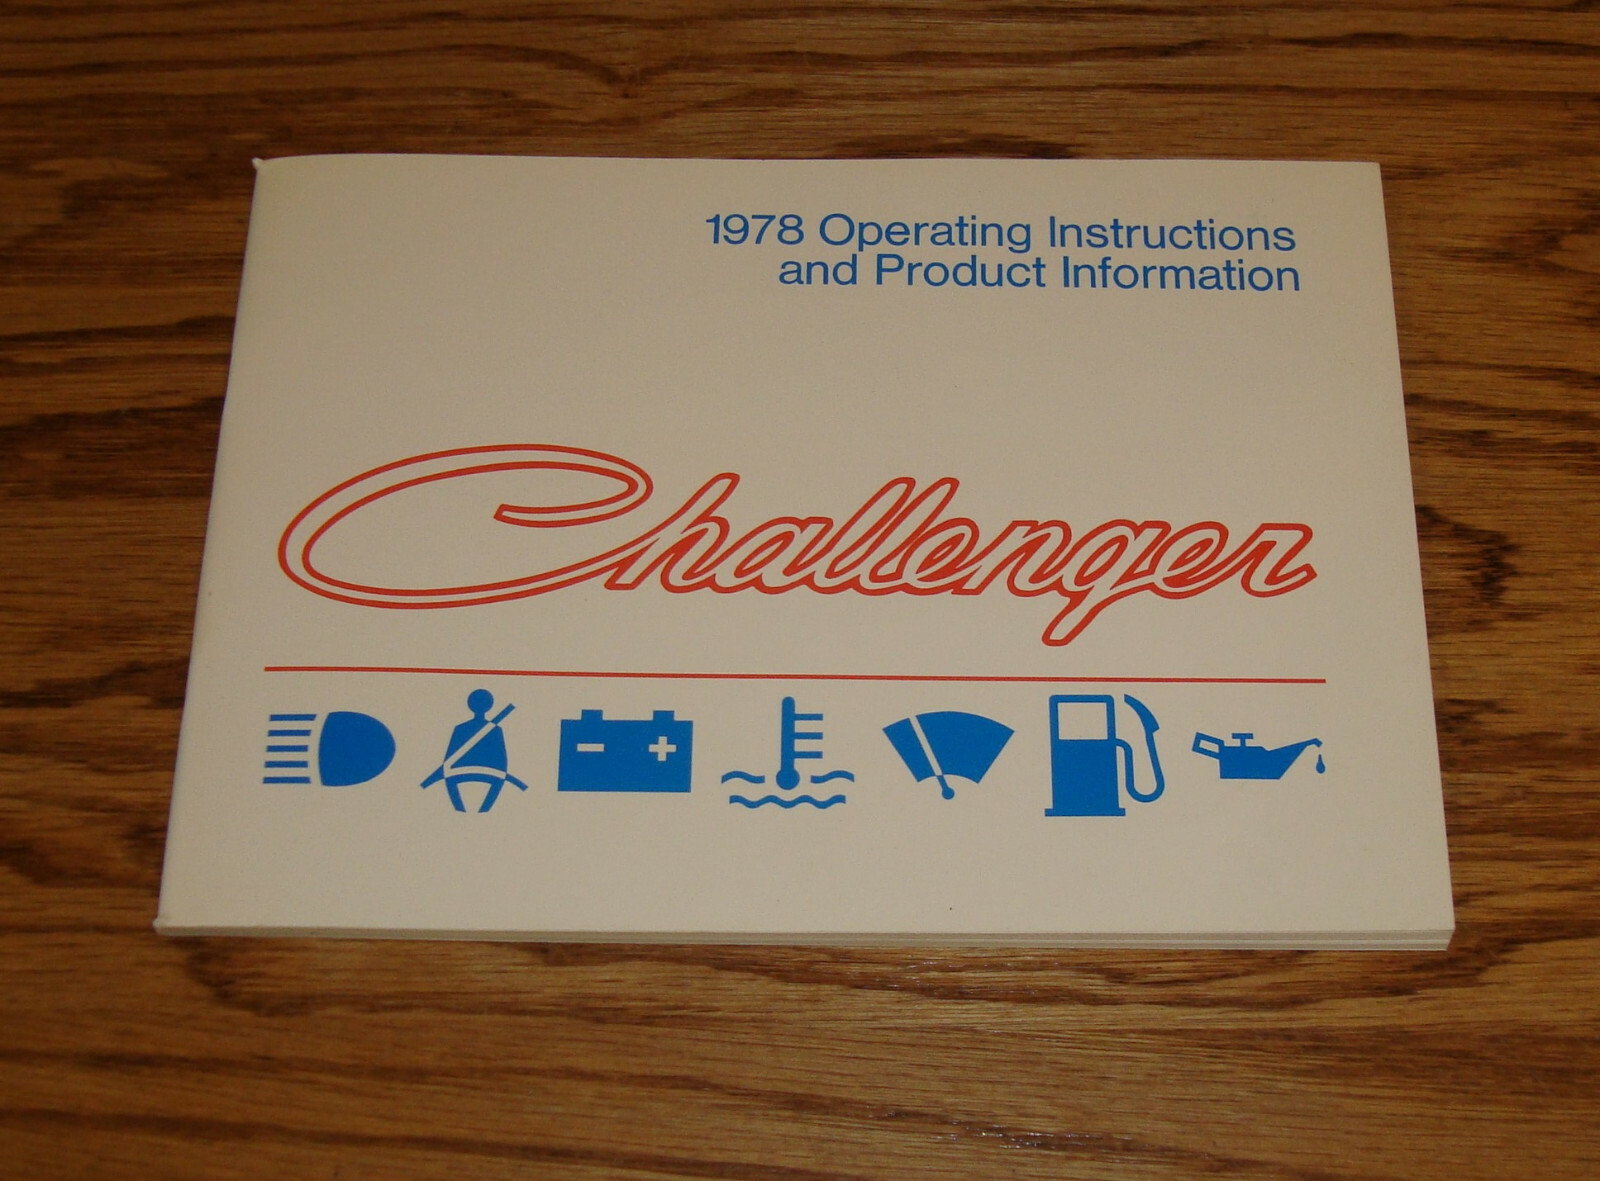 1978 Operating Instructions
and Product Information
Challenger